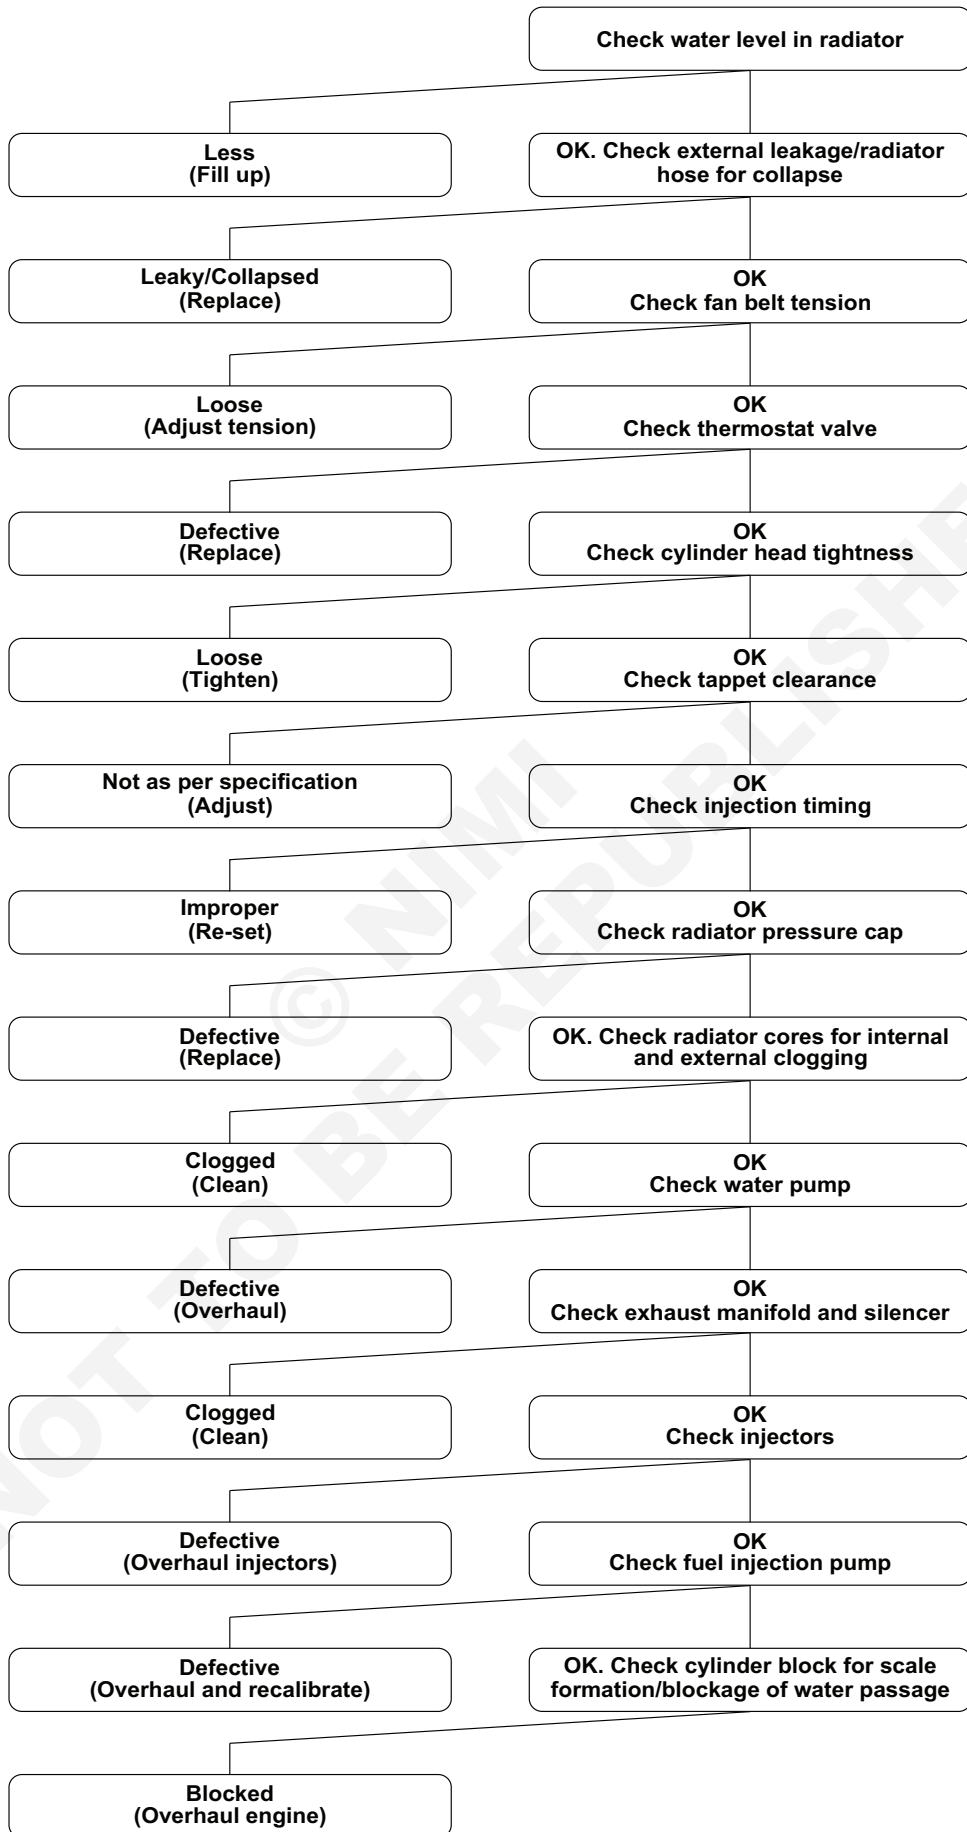 Check water level in radiator
Less
(Fill up)
OK. Check external leakage/radiator
hose for collapse
Leaky/Collapsed
(Replace)
OK
Check fan belt tension
Loose
(Adjust tension)
OK
Check thermostat valve
Defective
(Replace)
OK
Check cylinder head tightness
Loose
(Tighten)
OK
Check tappet clearance
Not as per specification
(Adjust)
OK
Check injection timing
Improper
(Re-set)
OK
Check radiator pressure cap
Defective
(Replace)
OK. Check radiator cores for internal
and external clogging
Clogged
(Clean)
OK
Check water pump
Defective
(Overhaul)
OK
Check exhaust manifold and silencer
Clogged
(Clean)
OK
Check injectors
Defective
(Overhaul injectors)
OK
Check fuel injection pump
Defective
(Overhaul and recalibrate)
OK. Check cylinder block for scale
formation/blockage of water passage
Blocked
(Overhaul engine)
© NIMI
NOT TO BE REPUBLISHE